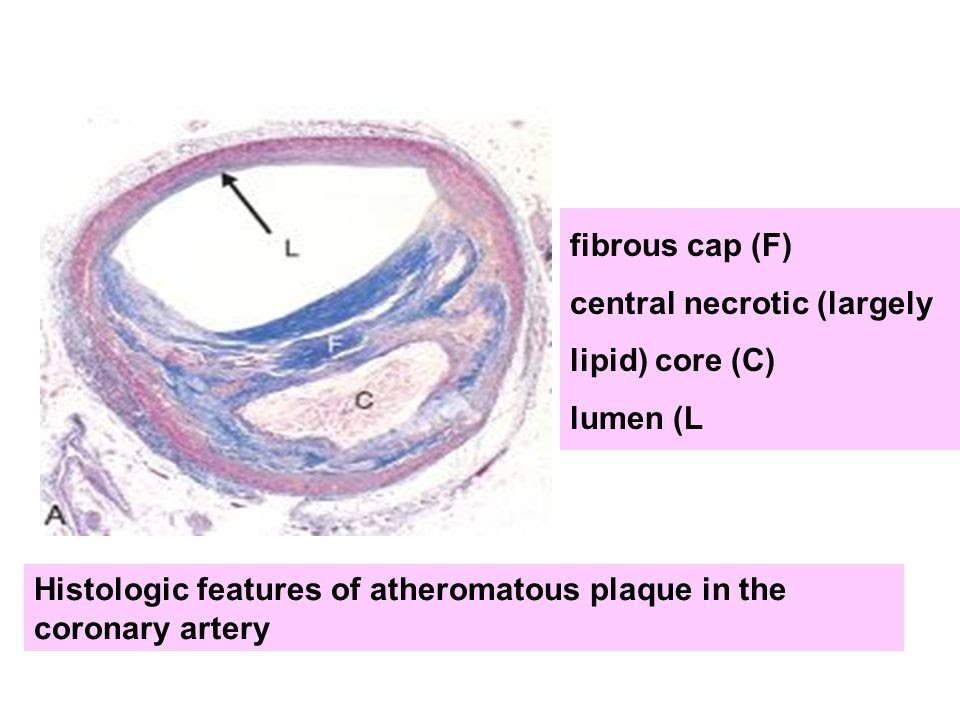 L
F
C
A
fibrous cap (F)
central necrotic (largely
lipid) core (C)
lumen (L
Histologic features of atheromatous plaque in the
coronary artery